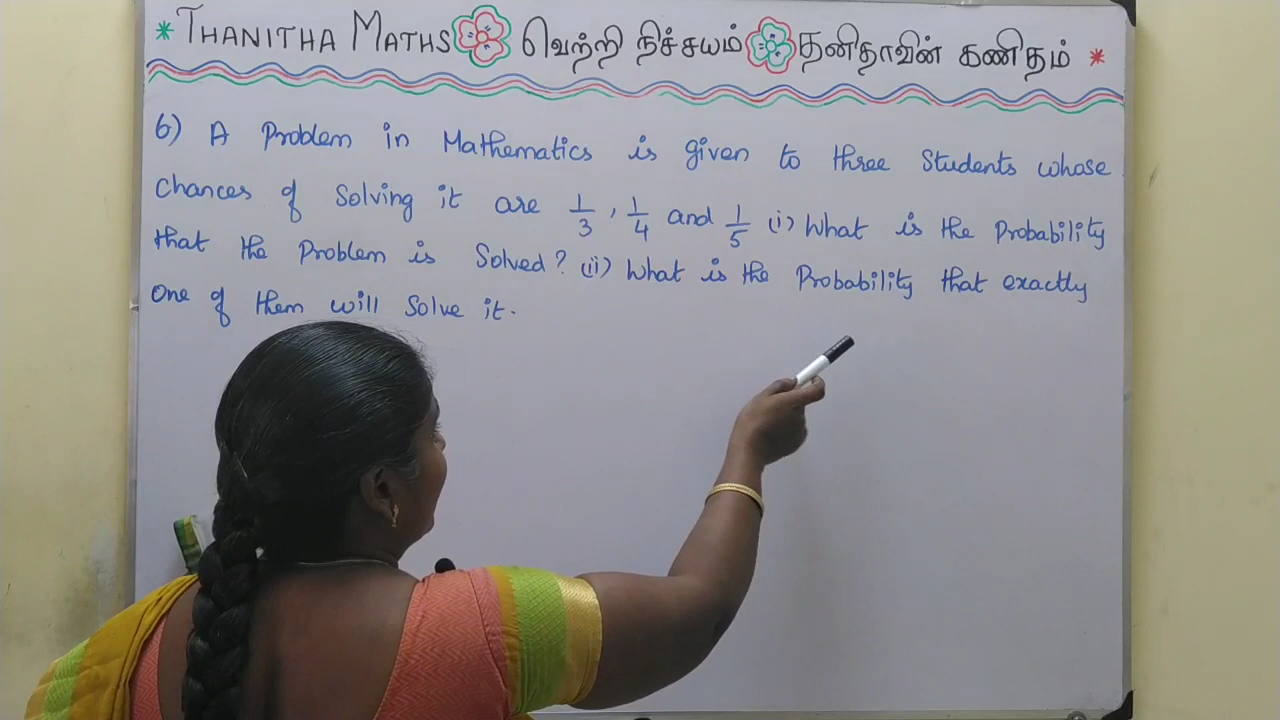 * THANITHA MATHS வெற்றி நிச்சயம் தனிதாவின் கணிதம் *
6) A Problem in Mathematics is given to three Students whose
chances of Solving it are 1/3, 1/4 and 1/5 (i) What is the Probability
that the Problem is Solved? (ii) What is the Probability that exactly
one of them will Solve it.